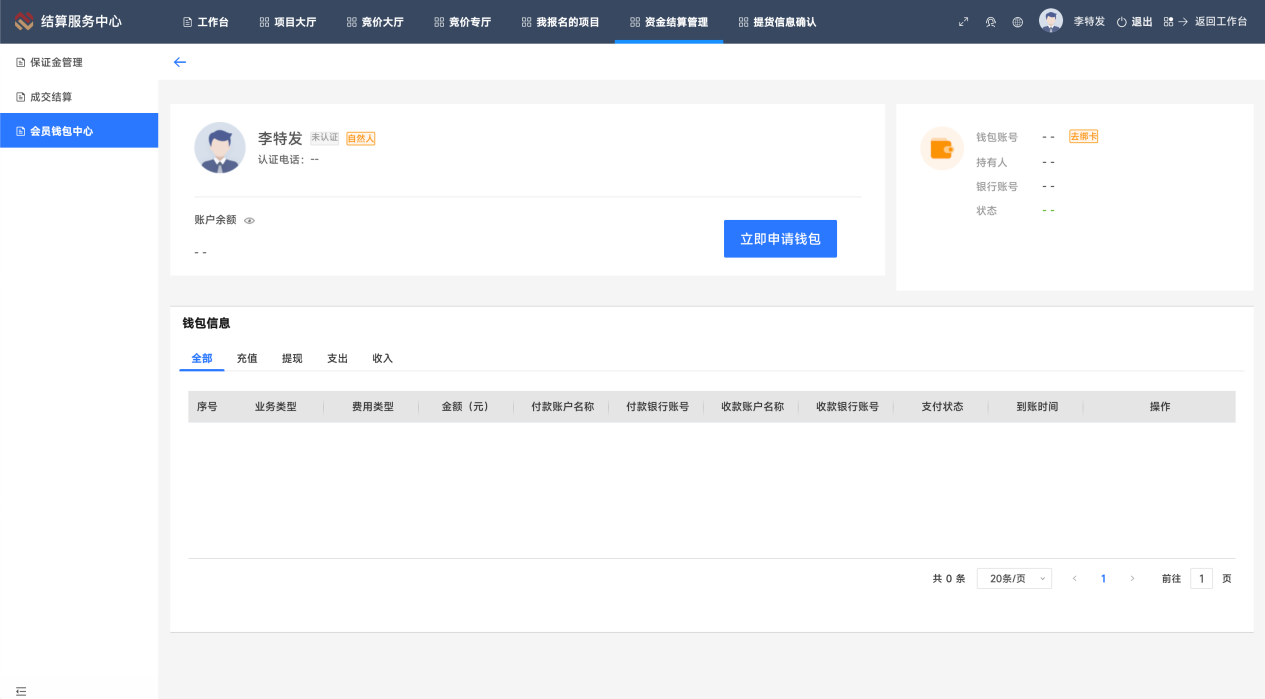 结算服务中心 工作台 项目大厅 竞价大厅 竞价专厅 我报名的项目 资金结算管理 提货信息确认 李特发 退出 返回工作台
保证金管理
成交结算
会员钱包中心
李特发 未认证 自然人
认证电话: --
账户余额
- -
立即申请钱包
钱包账号 - - 去绑卡
持有人 - -
银行账号 - -
状态 - -
钱包信息
全部 充值 提现 支出 收入
序号 业务类型 费用类型 金额（元） 付款账户名称 付款银行账号 收款账户名称 收款银行账号 支付状态 到账时间 操作
共 0 条 20条/页 1 前往 1 页